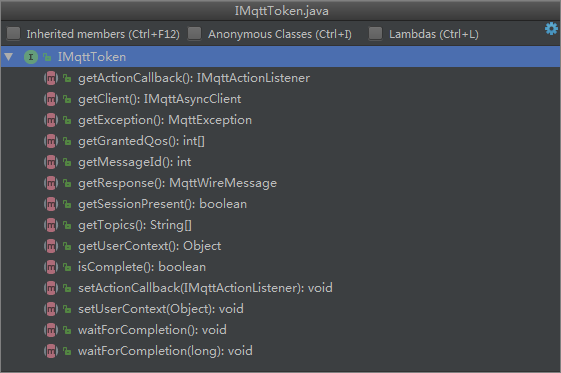 IMqttToken.java
Inherited members (Ctrl+F12) Anonymous Classes (Ctrl+I) Lambdas (Ctrl+L)
I IMqttToken
m getActionCallback(): IMqttActionListener
m getClient(): IMqttAsyncClient
m getException(): MqttException
m getGrantedQos(): int[]
m getMessageId(): int
m getResponse(): MqttWireMessage
m getSessionPresent(): boolean
m getTopics(): String[]
m getUserContext(): Object
m isComplete(): boolean
m setActionCallback(IMqttActionListener): void
m setUserContext(Object): void
m waitForCompletion(): void
m waitForCompletion(long): void